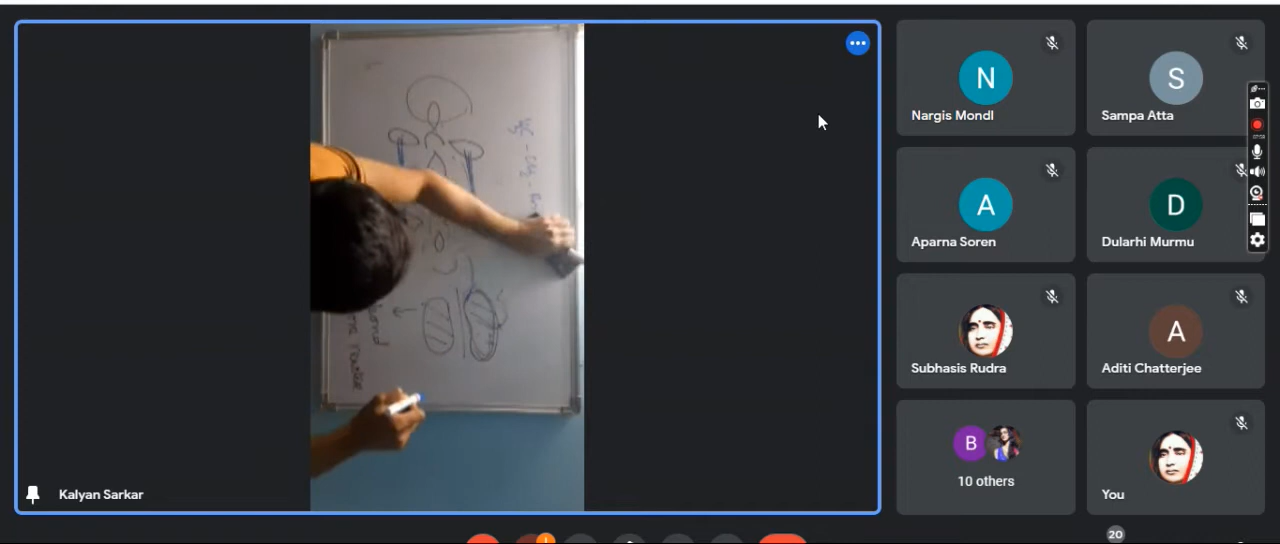 Nargis Mondl
Sampa Atta
Aparna Soren
Dularhi Murmu
Subhasis Rudra
Aditi Chatterjee
10 others
You
Kalyan Sarkar
N
S
A
D
A
B
20